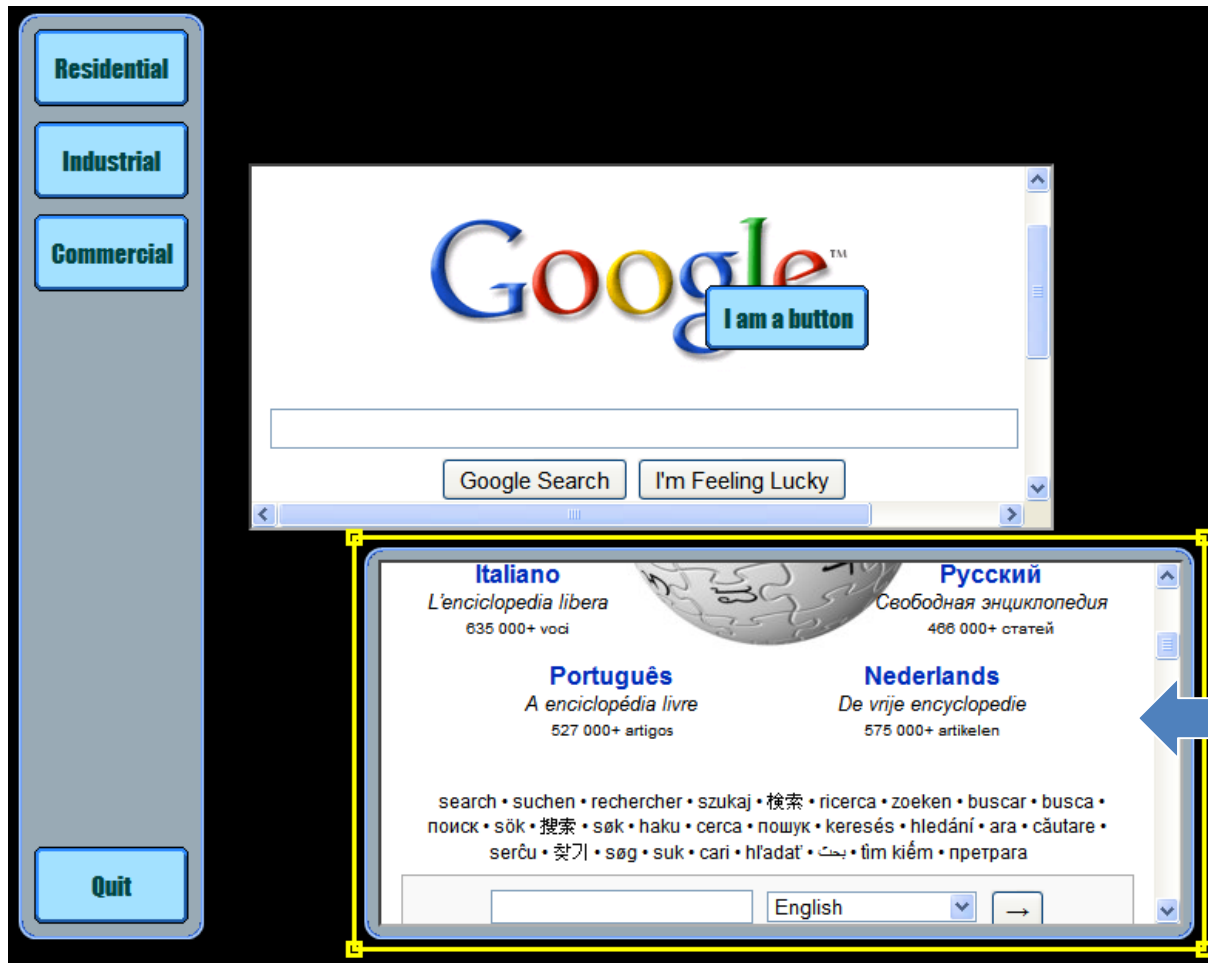 Residential
Industrial
Commercial
Quit
Google™
I am a button
Google Search
I'm Feeling Lucky
Italiano
L'enciclopedia libera
635 000+ voci
Русский
Свободная энциклопедия
466 000+ статей
Português
A enciclopédia livre
527 000+ artigos
Nederlands
De vrije encyclopedie
575 000+ artikelen
search • suchen • rechercher • szukaj • 検索 • ricerca • zoeken • buscar • busca •
поиск • sök • 搜索 • søk • haku • cerca • пошук • keresés • hledání • ara • căutare •
serĉu • 찾기 • søg • suk • cari • hľadať • بحث • tìm kiếm • претрага
English
→